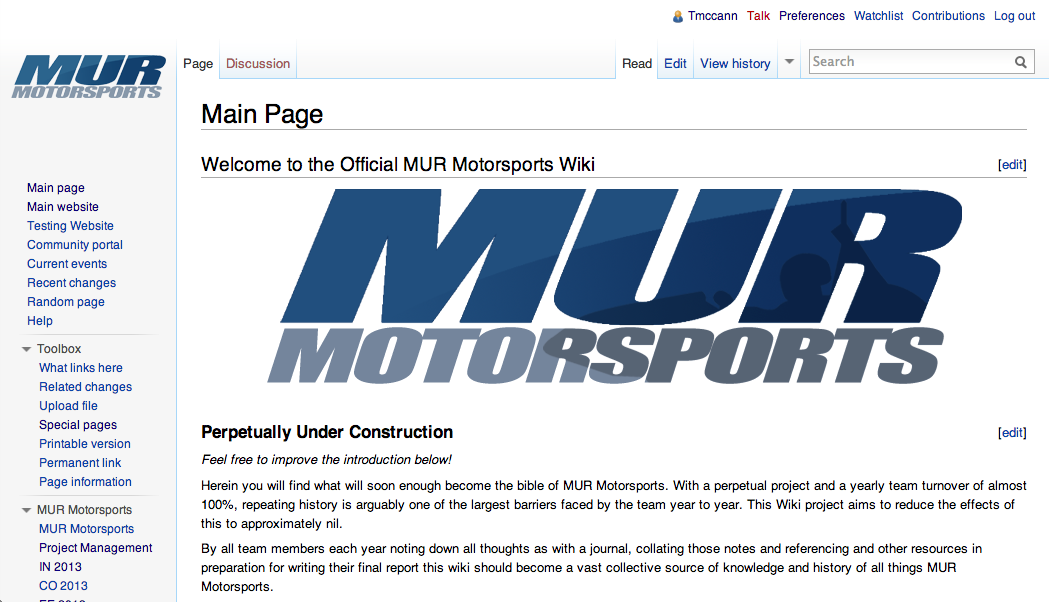 Tmccann Talk Preferences Watchlist Contributions Log out
MUR
MOTORSPORTS
Page Discussion Read Edit View history Search
Main Page
Welcome to the Official MUR Motorsports Wiki [edit]
MUR
MOTORSPORTS
Main page
Main website
Testing Website
Community portal
Current events
Recent changes
Random page
Help
Toolbox
What links here
Related changes
Upload file
Special pages
Printable version
Permanent link
Page information
MUR Motorsports
MUR Motorsports
Project Management
IN 2013
CO 2013
Perpetually Under Construction [edit]
Feel free to improve the introduction below!
Herein you will find what will soon enough become the bible of MUR Motorsports. With a perpetual project and a yearly team turnover of almost
100%, repeating history is arguably one of the largest barriers faced by the team year to year. This Wiki project aims to reduce the effects of
this to approximately nil.
By all team members each year noting down all thoughts as with a journal, collating those notes and referencing and other resources in
preparation for writing their final report this wiki should become a vast collective source of knowledge and history of all things MUR
Motorsports.